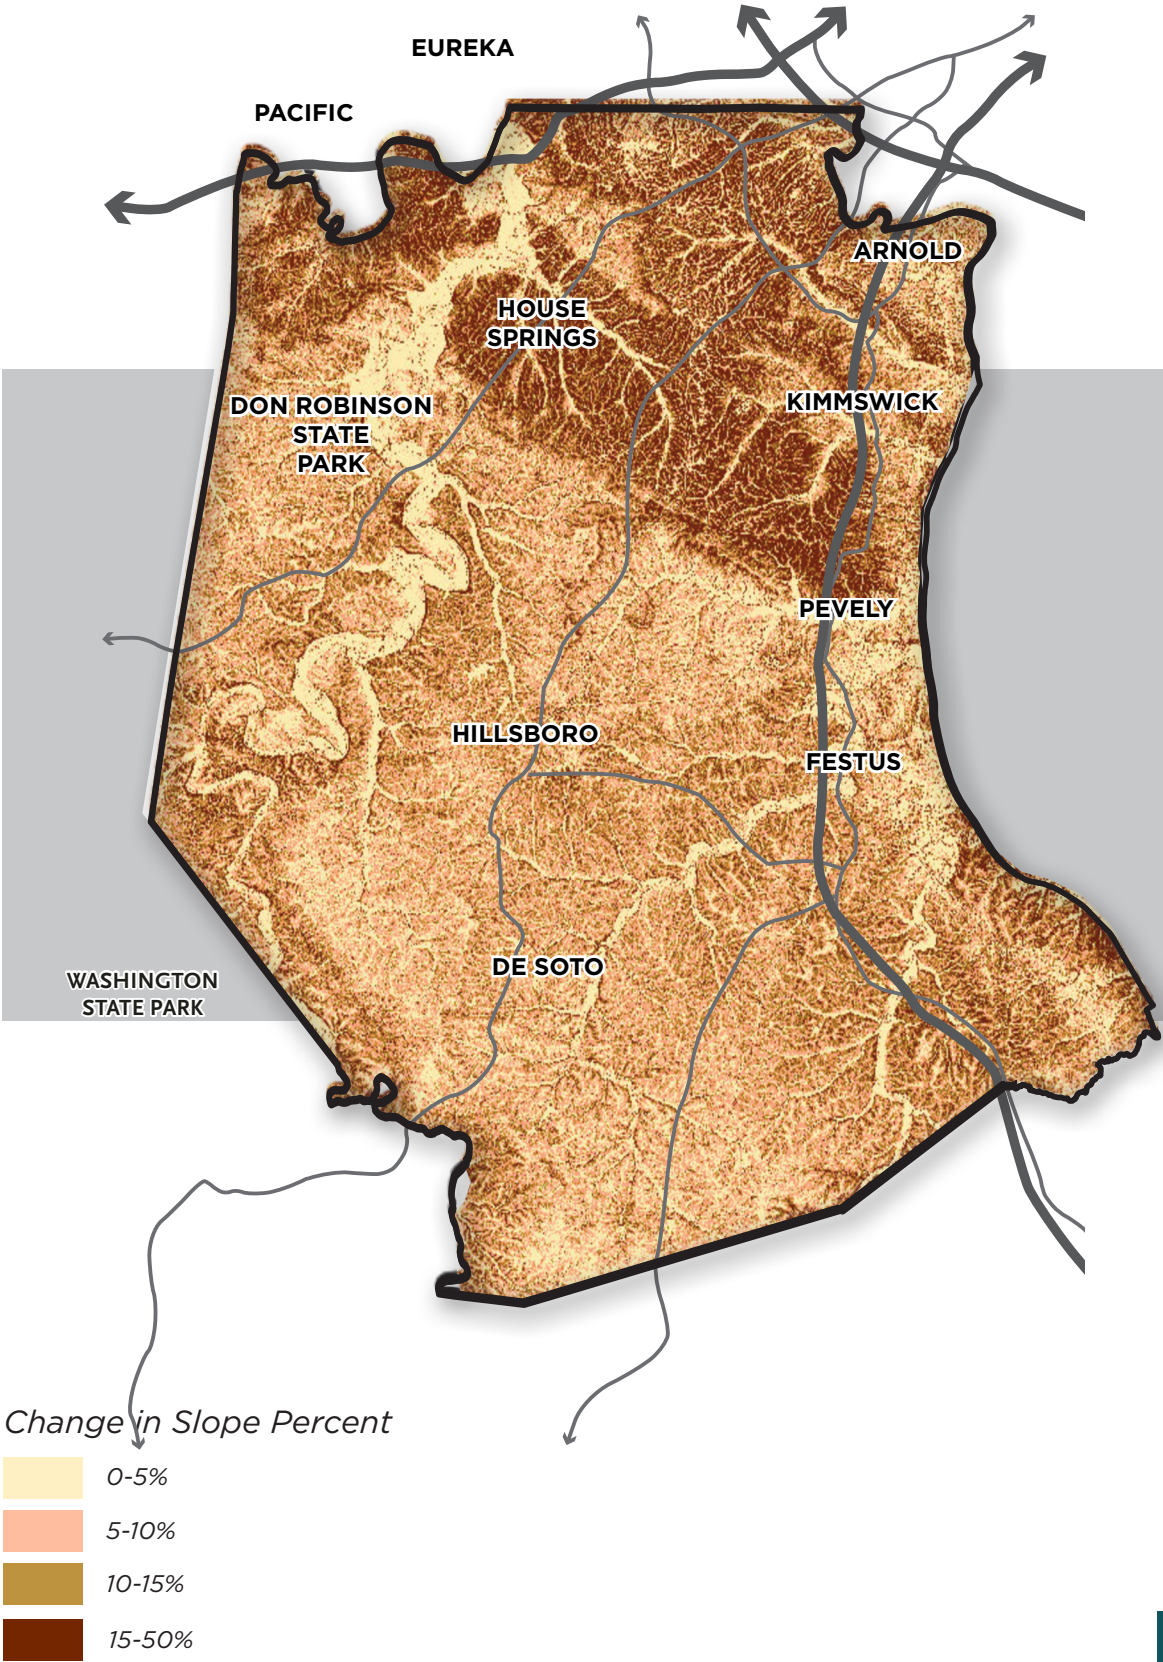 EUREKA
PACIFIC
ARNOLD
HOUSE
SPRINGS
KIMMSWICK
DON ROBINSON
STATE
PARK
PEVELY
HILLSBORO
FESTUS
DE SOTO
WASHINGTON
STATE PARK
Change in Slope Percent
0-5%
5-10%
10-15%
15-50%